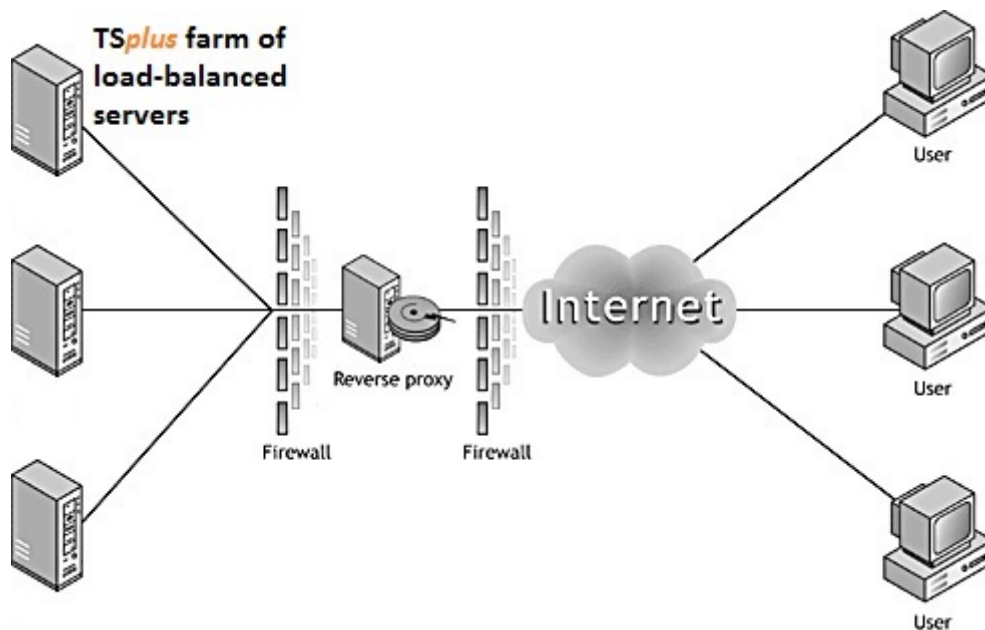 TSplus farm of
load-balanced
servers
User
Internet
User
Reverse proxy
Firewall
Firewall
User